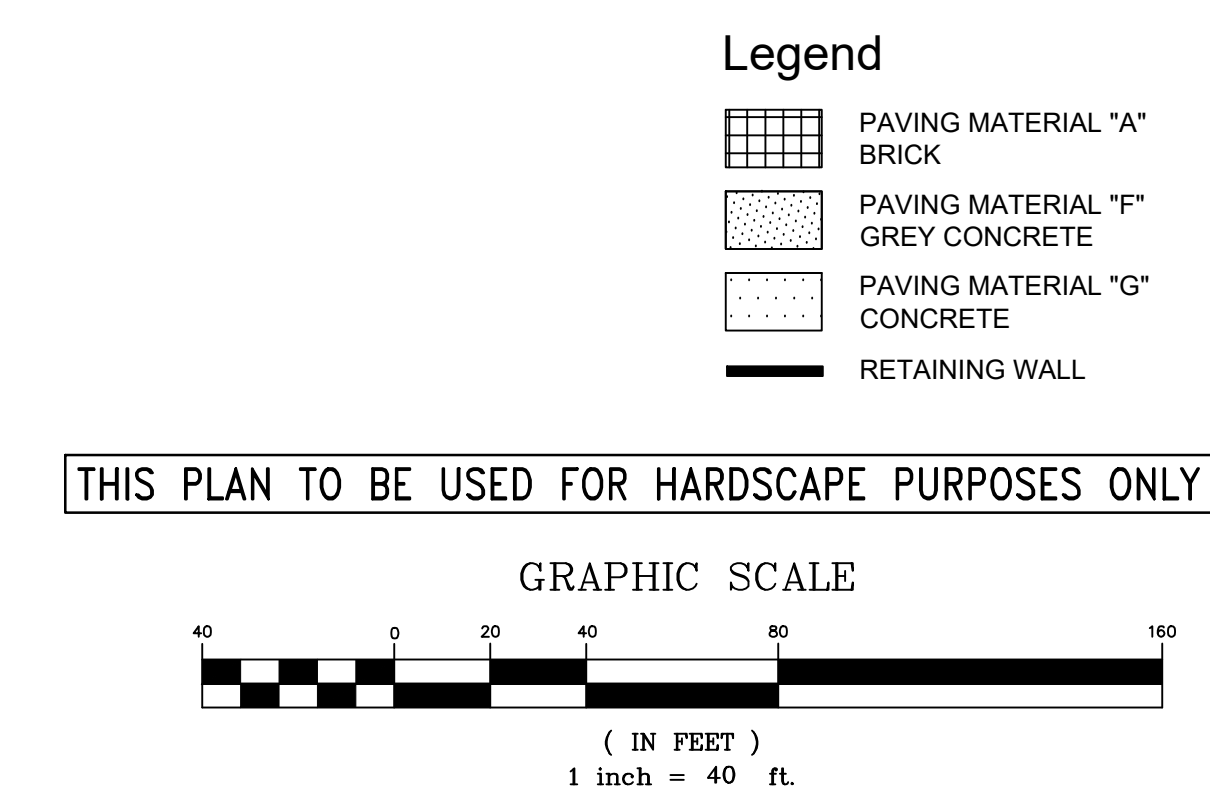 Legend
PAVING MATERIAL "A"
BRICK
PAVING MATERIAL "F"
GREY CONCRETE
PAVING MATERIAL "G"
CONCRETE
RETAINING WALL
THIS PLAN TO BE USED FOR HARDSCAPE PURPOSES ONLY
GRAPHIC SCALE
40 0 20 40 80 160
( IN FEET )
1 inch = 40 ft.